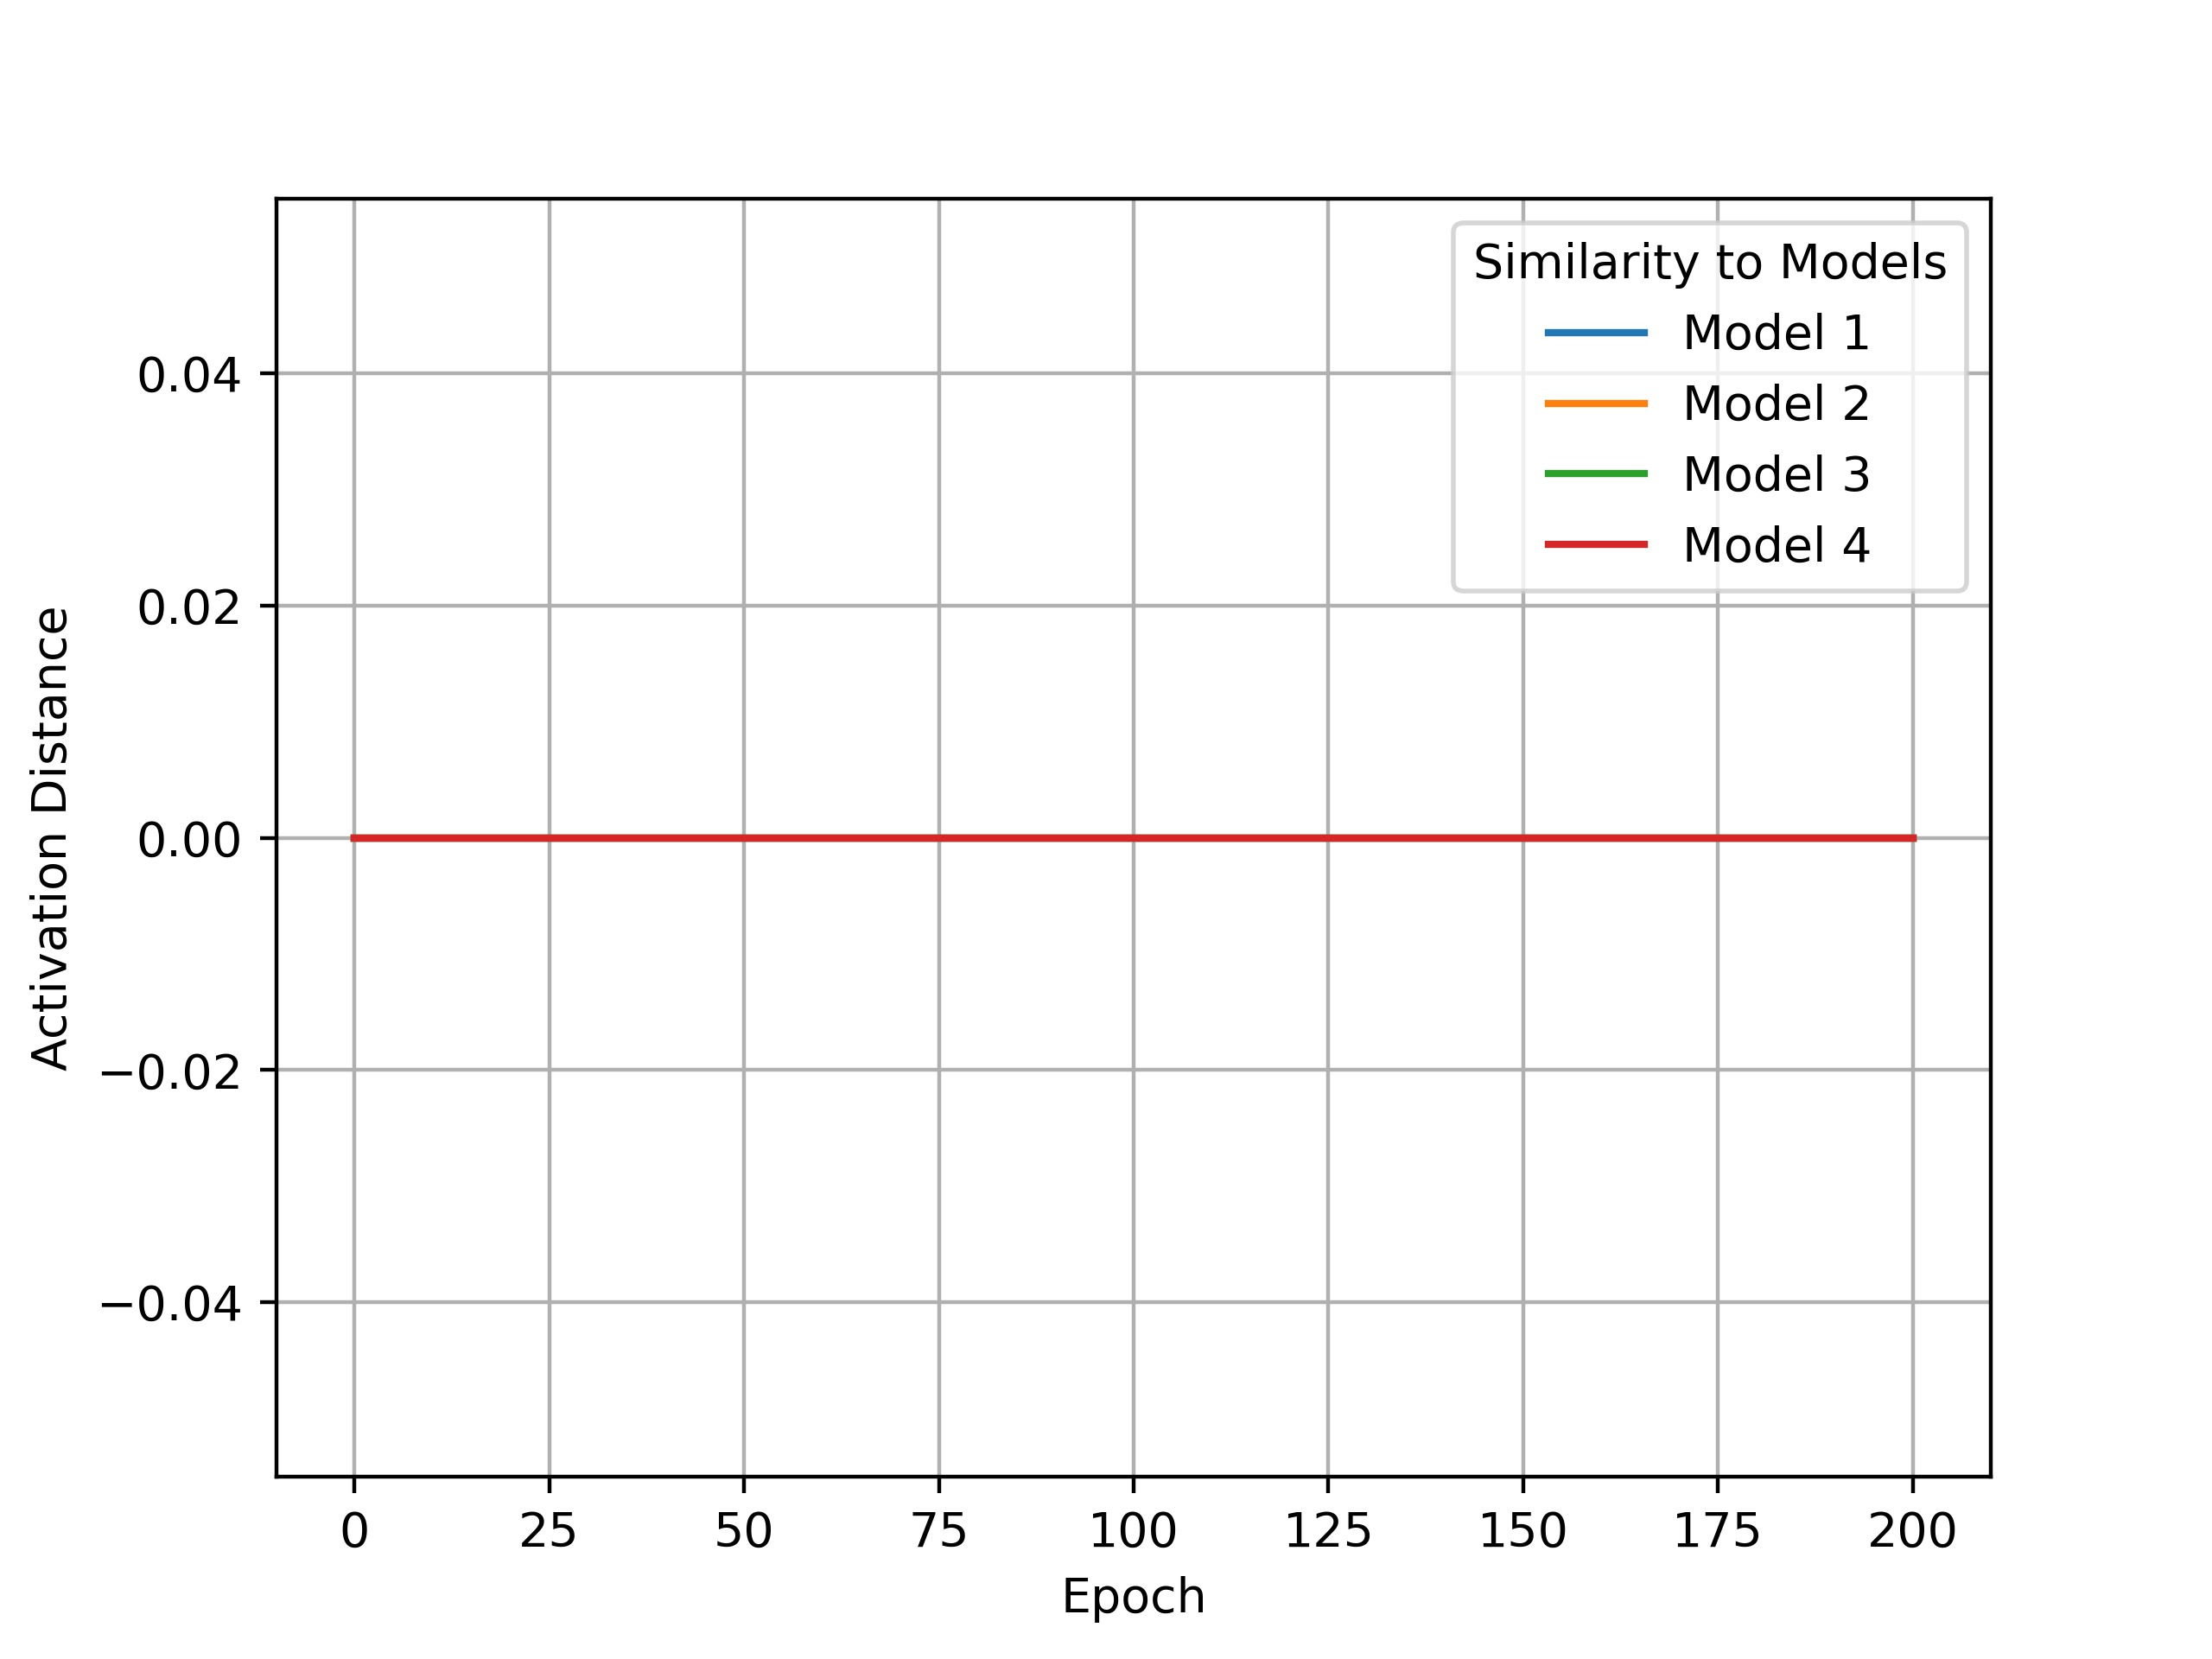 Similarity to Models
Model 1
Model 2
Model 3
Model 4
0.04
0.02
0.00
−0.02
−0.04
Activation Distance
0 25 50 75 100 125 150 175 200
Epoch